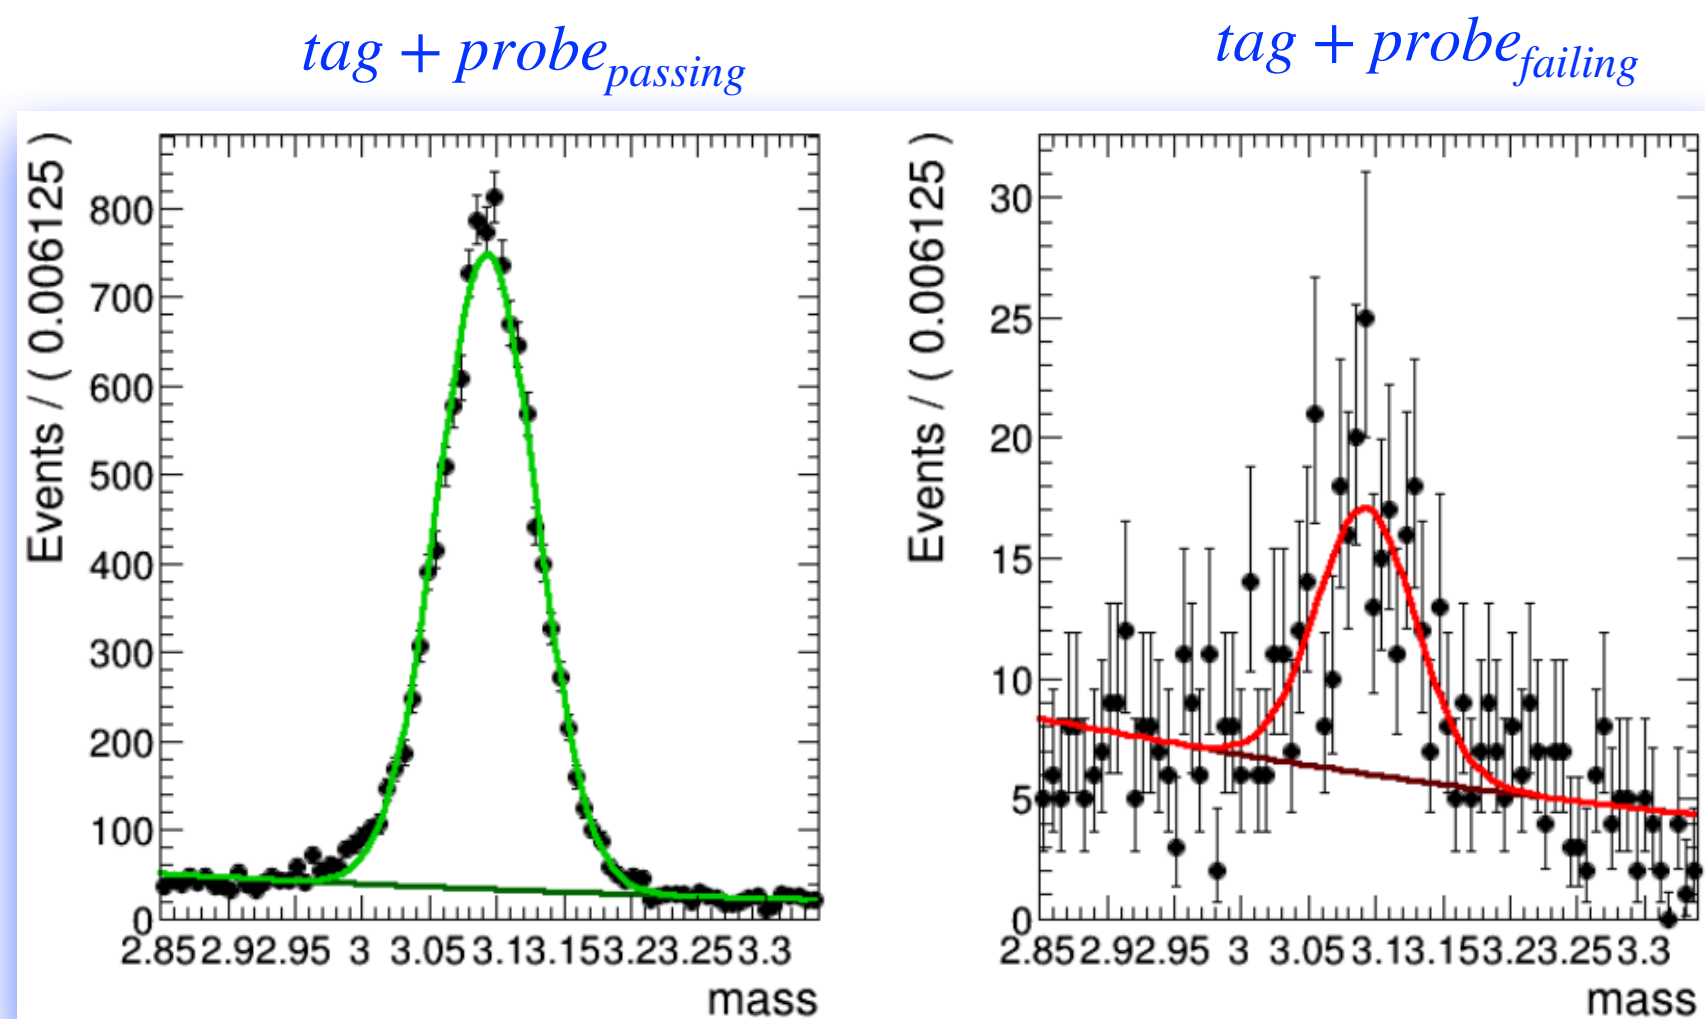 tag + probe_passing
tag + probe_failing
Events / ( 0.006125 )
800
700
600
500
400
300
200
100
0
2.85 2.9 2.95 3 3.05 3.1 3.15 3.2 3.25 3.3
mass
Events / ( 0.006125 )
30
25
20
15
10
5
0
2.85 2.9 2.95 3 3.05 3.1 3.15 3.2 3.25 3.3
mass